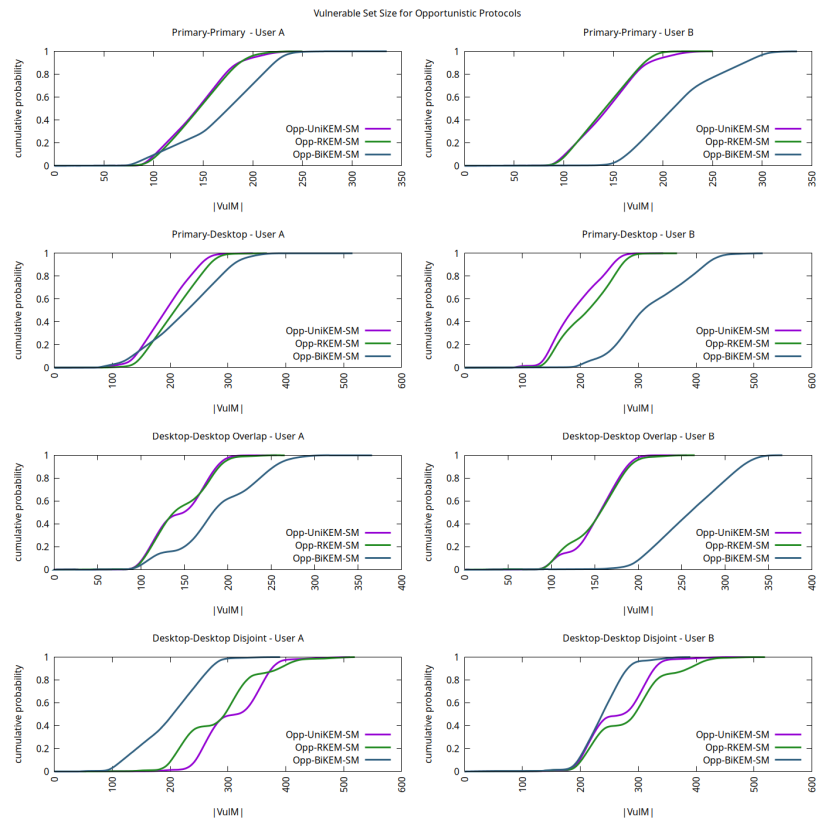 Vulnerable Set Size for Opportunistic Protocols
Primary-Primary - User A
cumulative probability
1
0.8
0.6
0.4
0.2
0
Opp-UniKEM-SM
Opp-RKEM-SM
Opp-BiKEM-SM
0 50 100 150 200 250 300 350
|VulM|
Primary-Primary - User B
cumulative probability
1
0.8
0.6
0.4
0.2
0
Opp-UniKEM-SM
Opp-RKEM-SM
Opp-BiKEM-SM
0 50 100 150 200 250 300 350
|VulM|
Primary-Desktop - User A
cumulative probability
1
0.8
0.6
0.4
0.2
0
Opp-UniKEM-SM
Opp-RKEM-SM
Opp-BiKEM-SM
0 100 200 300 400 500 600
|VulM|
Primary-Desktop - User B
cumulative probability
1
0.8
0.6
0.4
0.2
0
Opp-UniKEM-SM
Opp-RKEM-SM
Opp-BiKEM-SM
0 100 200 300 400 500 600
|VulM|
Desktop-Desktop Overlap - User A
cumulative probability
1
0.8
0.6
0.4
0.2
0
Opp-UniKEM-SM
Opp-RKEM-SM
Opp-BiKEM-SM
0 50 100 150 200 250 300 350 400
|VulM|
Desktop-Desktop Overlap - User B
cumulative probability
1
0.8
0.6
0.4
0.2
0
Opp-UniKEM-SM
Opp-RKEM-SM
Opp-BiKEM-SM
0 50 100 150 200 250 300 350 400
|VulM|
Desktop-Desktop Disjoint - User A
cumulative probability
1
0.8
0.6
0.4
0.2
0
Opp-UniKEM-SM
Opp-RKEM-SM
Opp-BiKEM-SM
0 100 200 300 400 500 600
|VulM|
Desktop-Desktop Disjoint - User B
cumulative probability
1
0.8
0.6
0.4
0.2
0
Opp-UniKEM-SM
Opp-RKEM-SM
Opp-BiKEM-SM
0 100 200 300 400 500 600
|VulM|